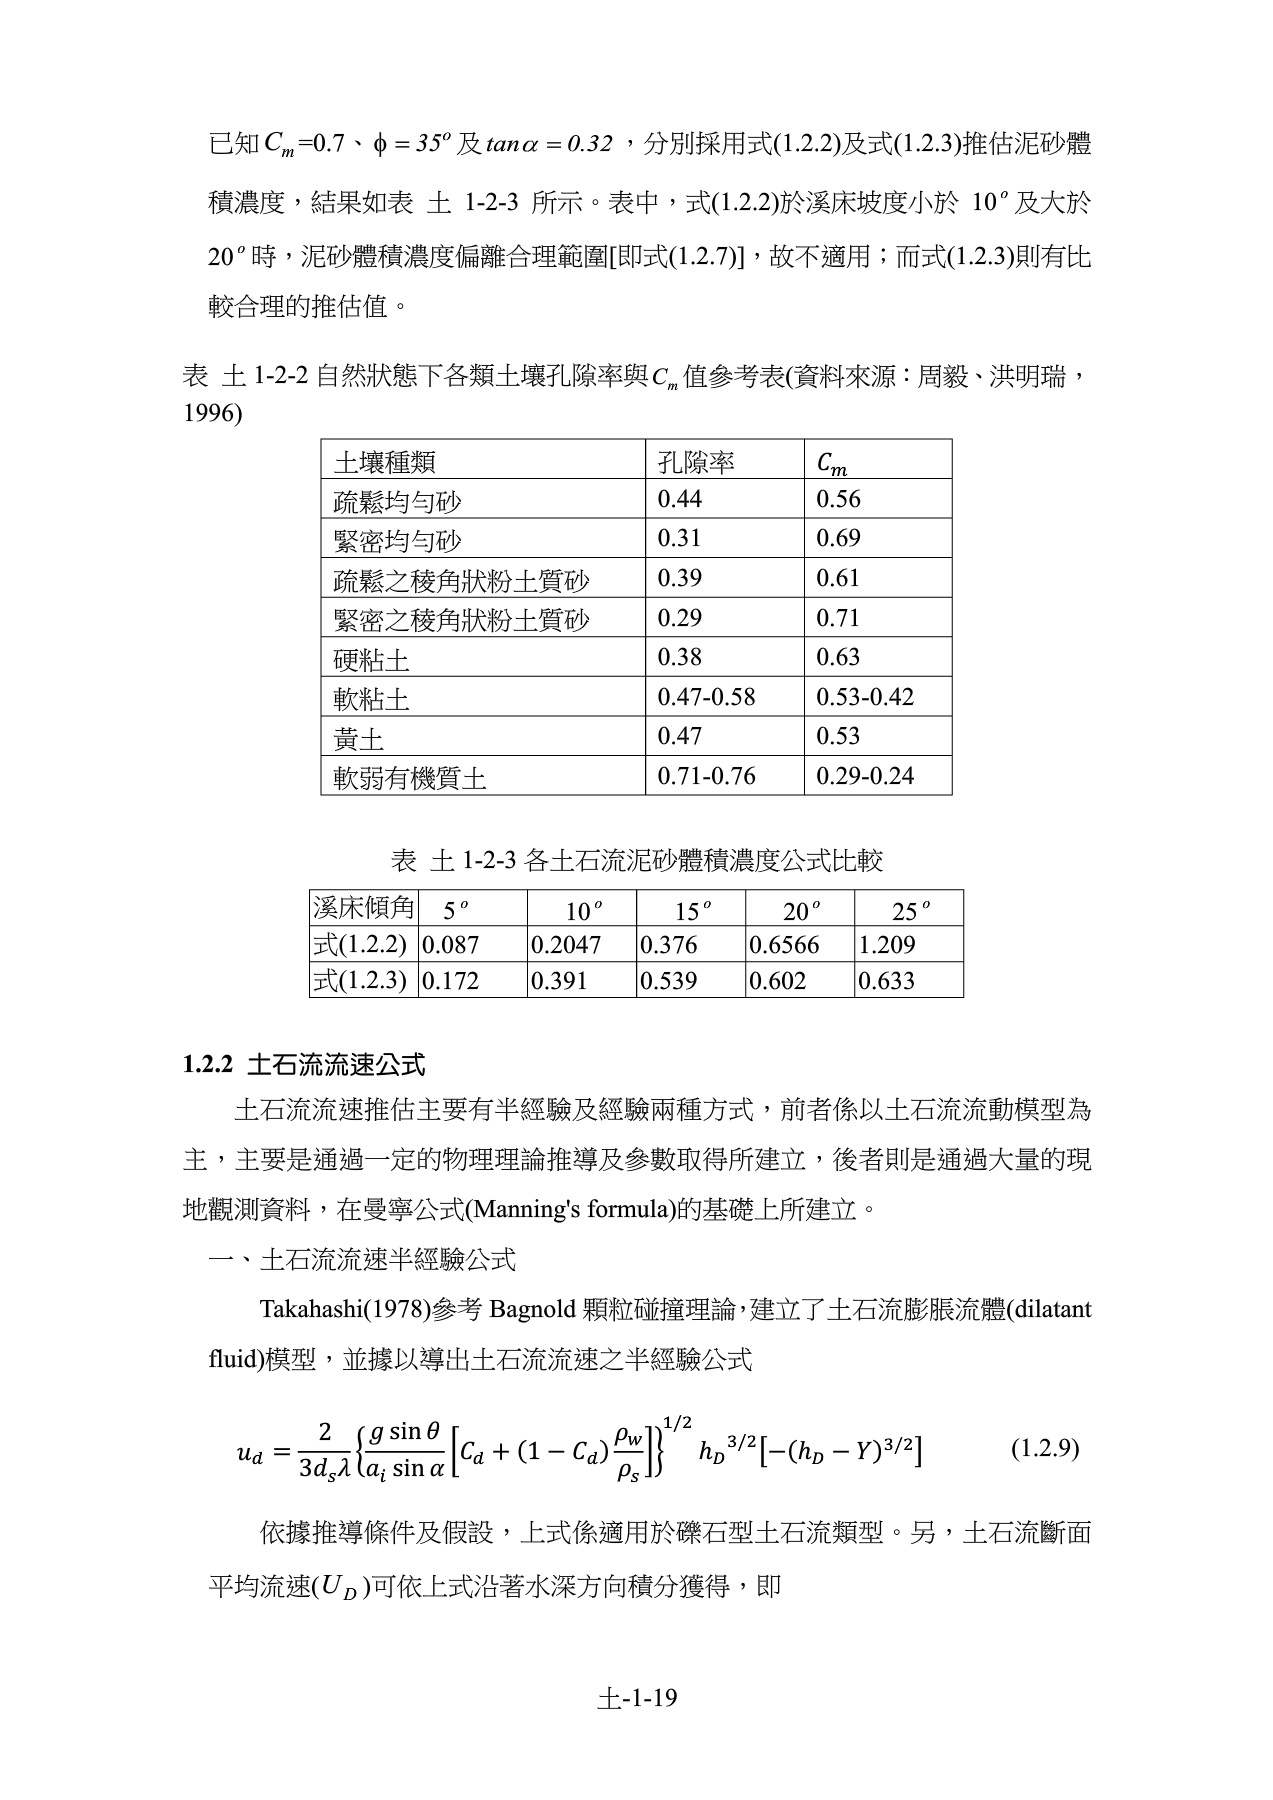 已知 Cm=0.7、ϕ = 35° 及 tanα = 0.32，分別採用式(1.2.2)及式(1.2.3)推估泥砂體
積濃度，結果如表 土 1-2-3 所示。表中，式(1.2.2)於溪床坡度小於 10° 及大於
20° 時，泥砂體積濃度偏離合理範圍[即式(1.2.7)]，故不適用；而式(1.2.3)則有比
較合理的推估值。
表 土 1-2-2 自然狀態下各類土壤孔隙率與 Cm 值參考表(資料來源：周毅、洪明瑞，
1996)
土壤種類 孔隙率 Cm
疏鬆均勻砂 0.44 0.56
緊密均勻砂 0.31 0.69
疏鬆之稜角狀粉土質砂 0.39 0.61
緊密之稜角狀粉土質砂 0.29 0.71
硬粘土 0.38 0.63
軟粘土 0.47-0.58 0.53-0.42
黃土 0.47 0.53
軟弱有機質土 0.71-0.76 0.29-0.24
表 土 1-2-3 各土石流泥砂體積濃度公式比較
溪床傾角 5° 10° 15° 20° 25°
式(1.2.2) 0.087 0.2047 0.376 0.6566 1.209
式(1.2.3) 0.172 0.391 0.539 0.602 0.633
1.2.2 土石流流速公式
土石流流速推估主要有半經驗及經驗兩種方式，前者係以土石流流動模型為
主，主要是通過一定的物理理論推導及參數取得所建立，後者則是通過大量的現
地觀測資料，在曼寧公式(Manning's formula)的基礎上所建立。
一、土石流流速半經驗公式
Takahashi(1978)參考 Bagnold 顆粒碰撞理論，建立了土石流膨脹流體(dilatant
fluid)模型，並據以導出土石流流速之半經驗公式
u_d = 2/(3d_sλ) {(g sin θ)/(a_i sin α) [C_d + (1 − C_d) ρ_w/ρ_s]}^{1/2} h_D^{3/2}[−(h_D − Y)^{3/2}] (1.2.9)
依據推導條件及假設，上式係適用於礫石型土石流類型。另，土石流斷面
平均流速(U_D)可依上式沿著水深方向積分獲得，即
土-1-19